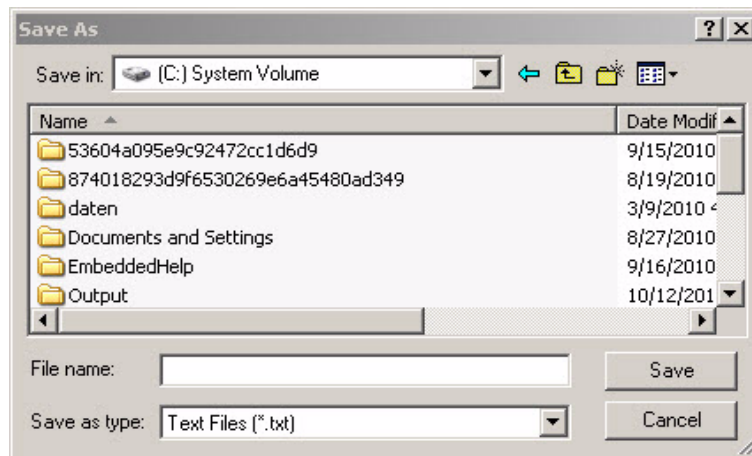 Save As
Save in: (C:) System Volume
Name Date Modif
53604a095e9c92472cc1d6d9 9/15/2010
874018293d9f6530269e6a45480ad349 8/19/2010
daten 3/9/2010 4
Documents and Settings 8/27/2010
EmbeddedHelp 9/16/2010
Output 10/12/201
File name: Save
Save as type: Text Files (*.txt) Cancel